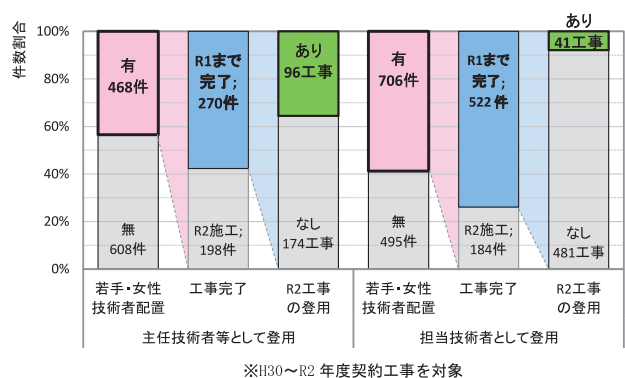 件数割合
100%
80%
60%
40%
20%
0%
有
468件
無
608件
R1まで
完了;
270件
R2施工;
198件
あり
96工事
なし
174工事
有
706件
無
495件
R1まで
完了;
522件
R2施工;
184件
あり
41工事
なし
481工事
若手・女性
技術者配置
工事完了
R2工事
の登用
若手・女性
技術者配置
工事完了
R2工事
の登用
主任技術者等として登用
担当技術者として登用
※H30~R2 年度契約工事を対象